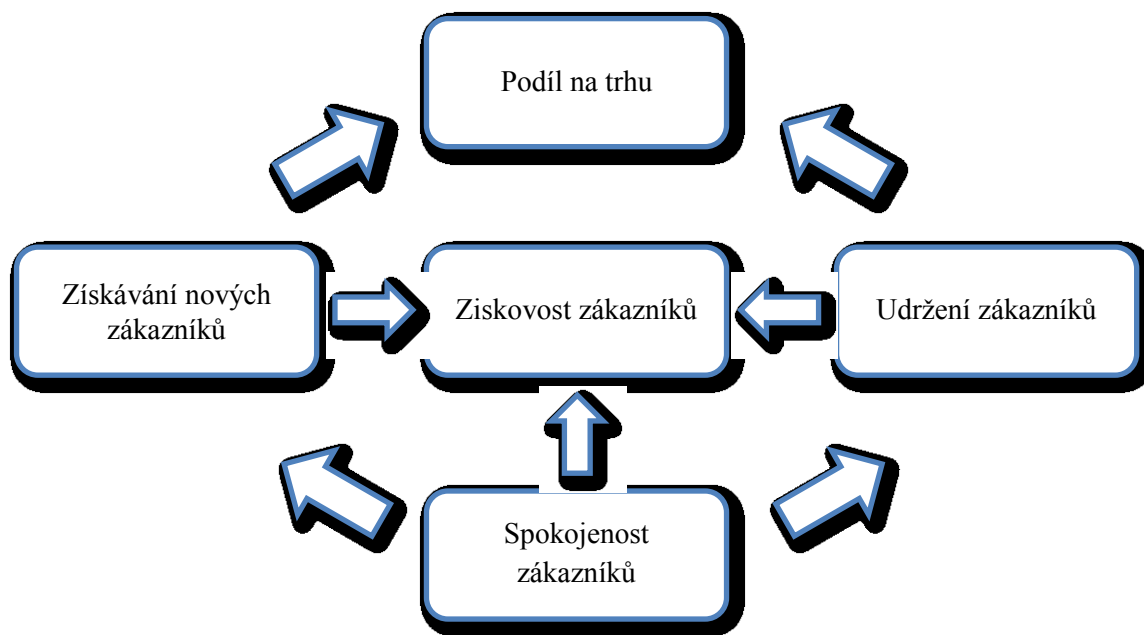 Podíl na trhu
Získávání nových
zákazníků
Ziskovost zákazníků
Udržení zákazníků
Spokojenost
zákazníků